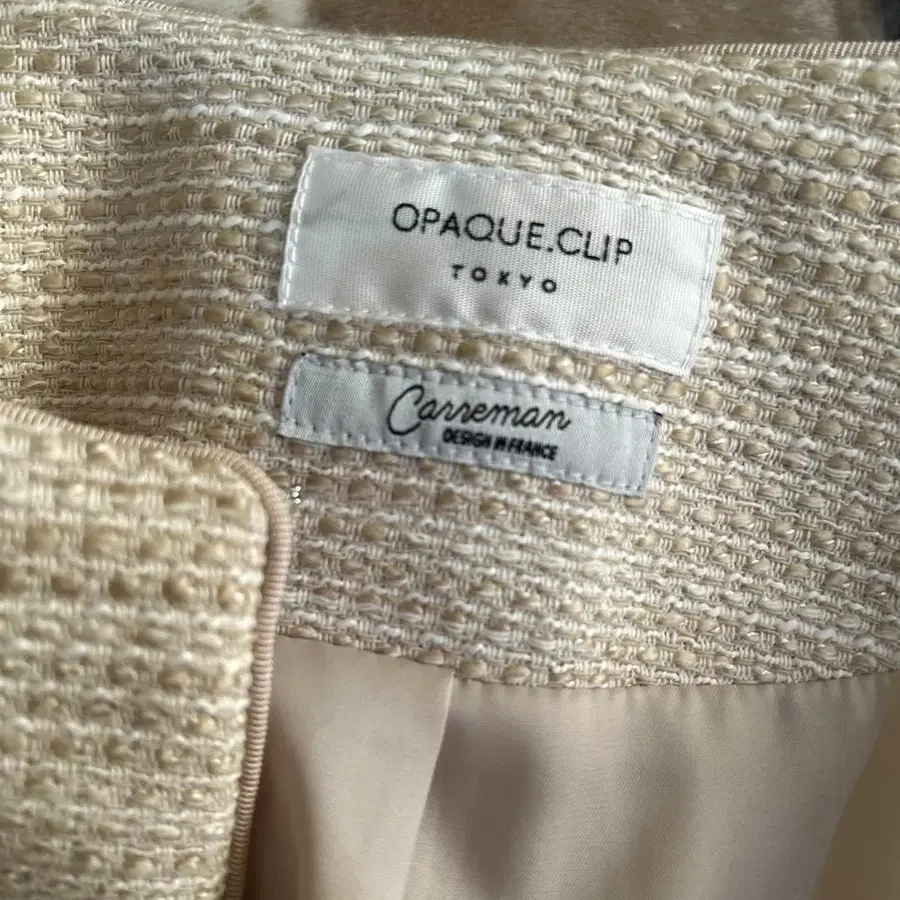 OPAQUE.CLIP
TOKYO
Carreman
DESIGN IN FRANCE